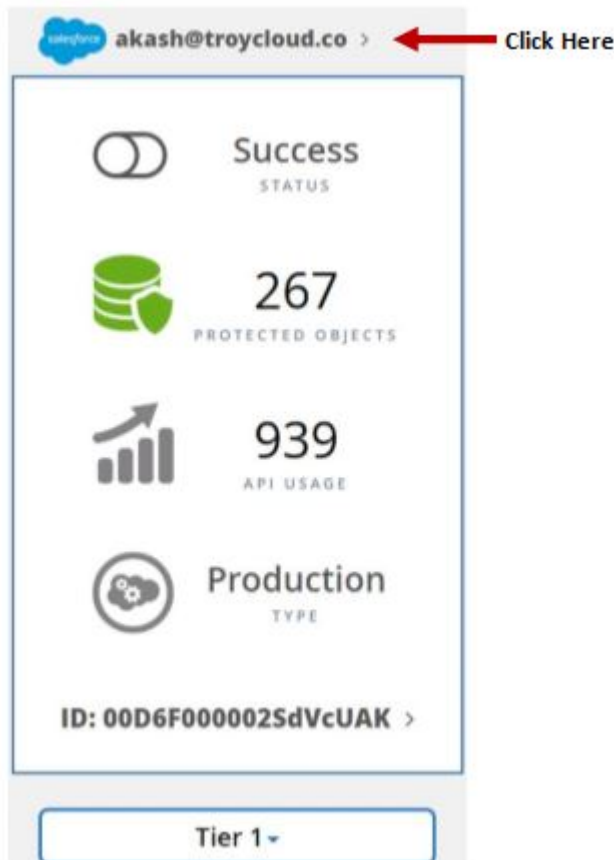 salesforce akash@troycloud.co > Click Here
Success
STATUS
267
PROTECTED OBJECTS
939
API USAGE
Production
TYPE
ID: 00D6F000002SdVcUAK >
Tier 1